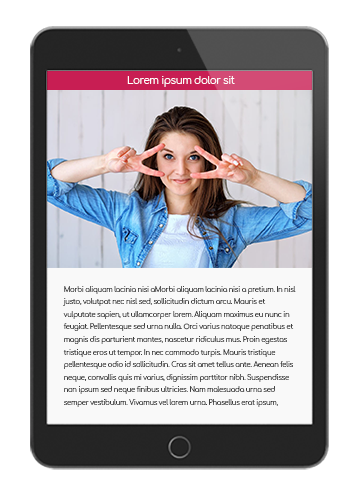 Lorem ipsum dolor sit
Morbi aliquam lacinia nisi aMorbi aliquam lacinia nisi a pretium. In nisl
justo, volutpat nec nisl sed, sollicitudin dictum arcu. Mauris et
vulputate sapien, ut ullamcorper lorem. Aliquam maximus eu nunc in
feugiat. Pellentesque sed urna nulla. Orci varius natoque penatibus et
magnis dis parturient montes, nascetur ridiculus mus. Proin egestas
tristique eros ut tempor. In nec commodo turpis. Mauris tristique
pellentesque odio id sollicitudin. Cras sit amet tellus ante. Aenean felis
neque, convallis quis mi varius, dignissim porttitor nibh. Suspendisse
non ipsum sed neque finibus ultricies. Nam malesuada urna sed
semper vestibulum. Vivamus vel lorem urna. Phasellus erat ipsum,